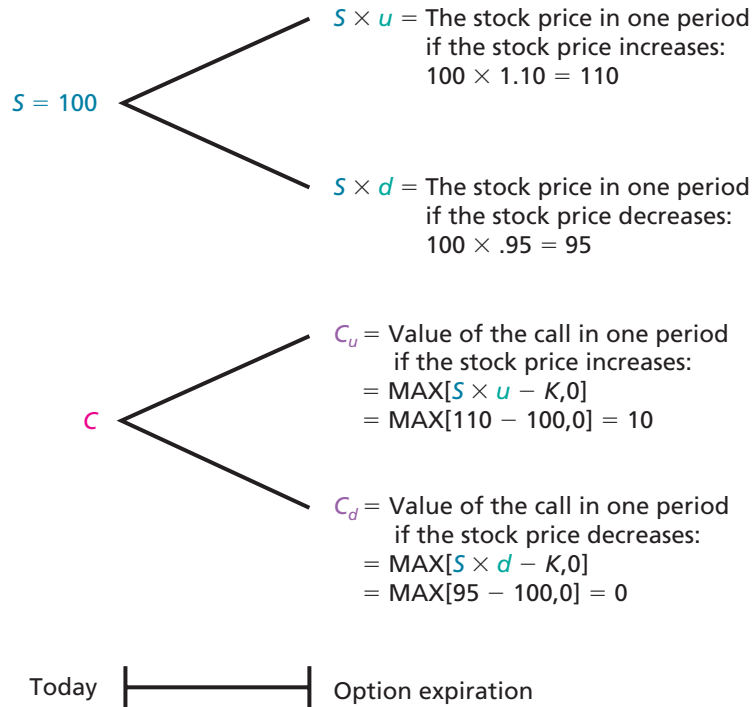 S × u = The stock price in one period
if the stock price increases:
100 × 1.10 = 110
S = 100
S × d = The stock price in one period
if the stock price decreases:
100 × .95 = 95
Cu = Value of the call in one period
if the stock price increases:
= MAX[S × u − K,0]
= MAX[110 − 100,0] = 10
C
Cd = Value of the call in one period
if the stock price decreases:
= MAX[S × d − K,0]
= MAX[95 − 100,0] = 0
Today
Option expiration